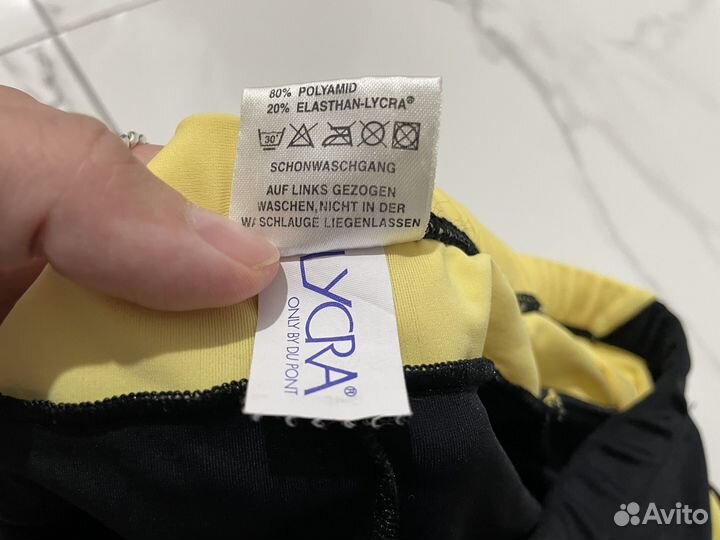 80% POLYAMID
20% ELASTHAN-LYCRA®
30°
SCHONWASCHGANG
AUF LINKS GEZOGEN
WASCHEN, NICHT IN DER
WASCHLAUGE LIEGENLASSEN
LYCRA®
ONLY BY DU PONT
Avito